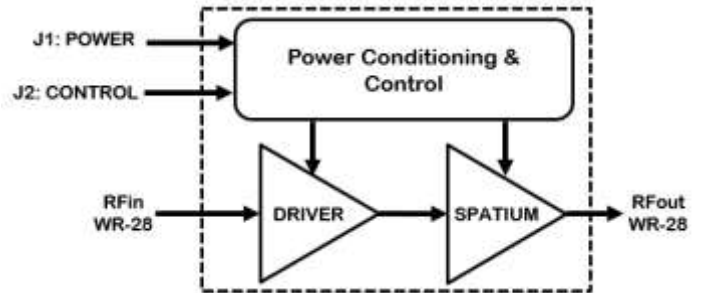 J1: POWER
J2: CONTROL
Power Conditioning &
Control
RFin
WR-28
DRIVER
SPATIUM
RFout
WR-28